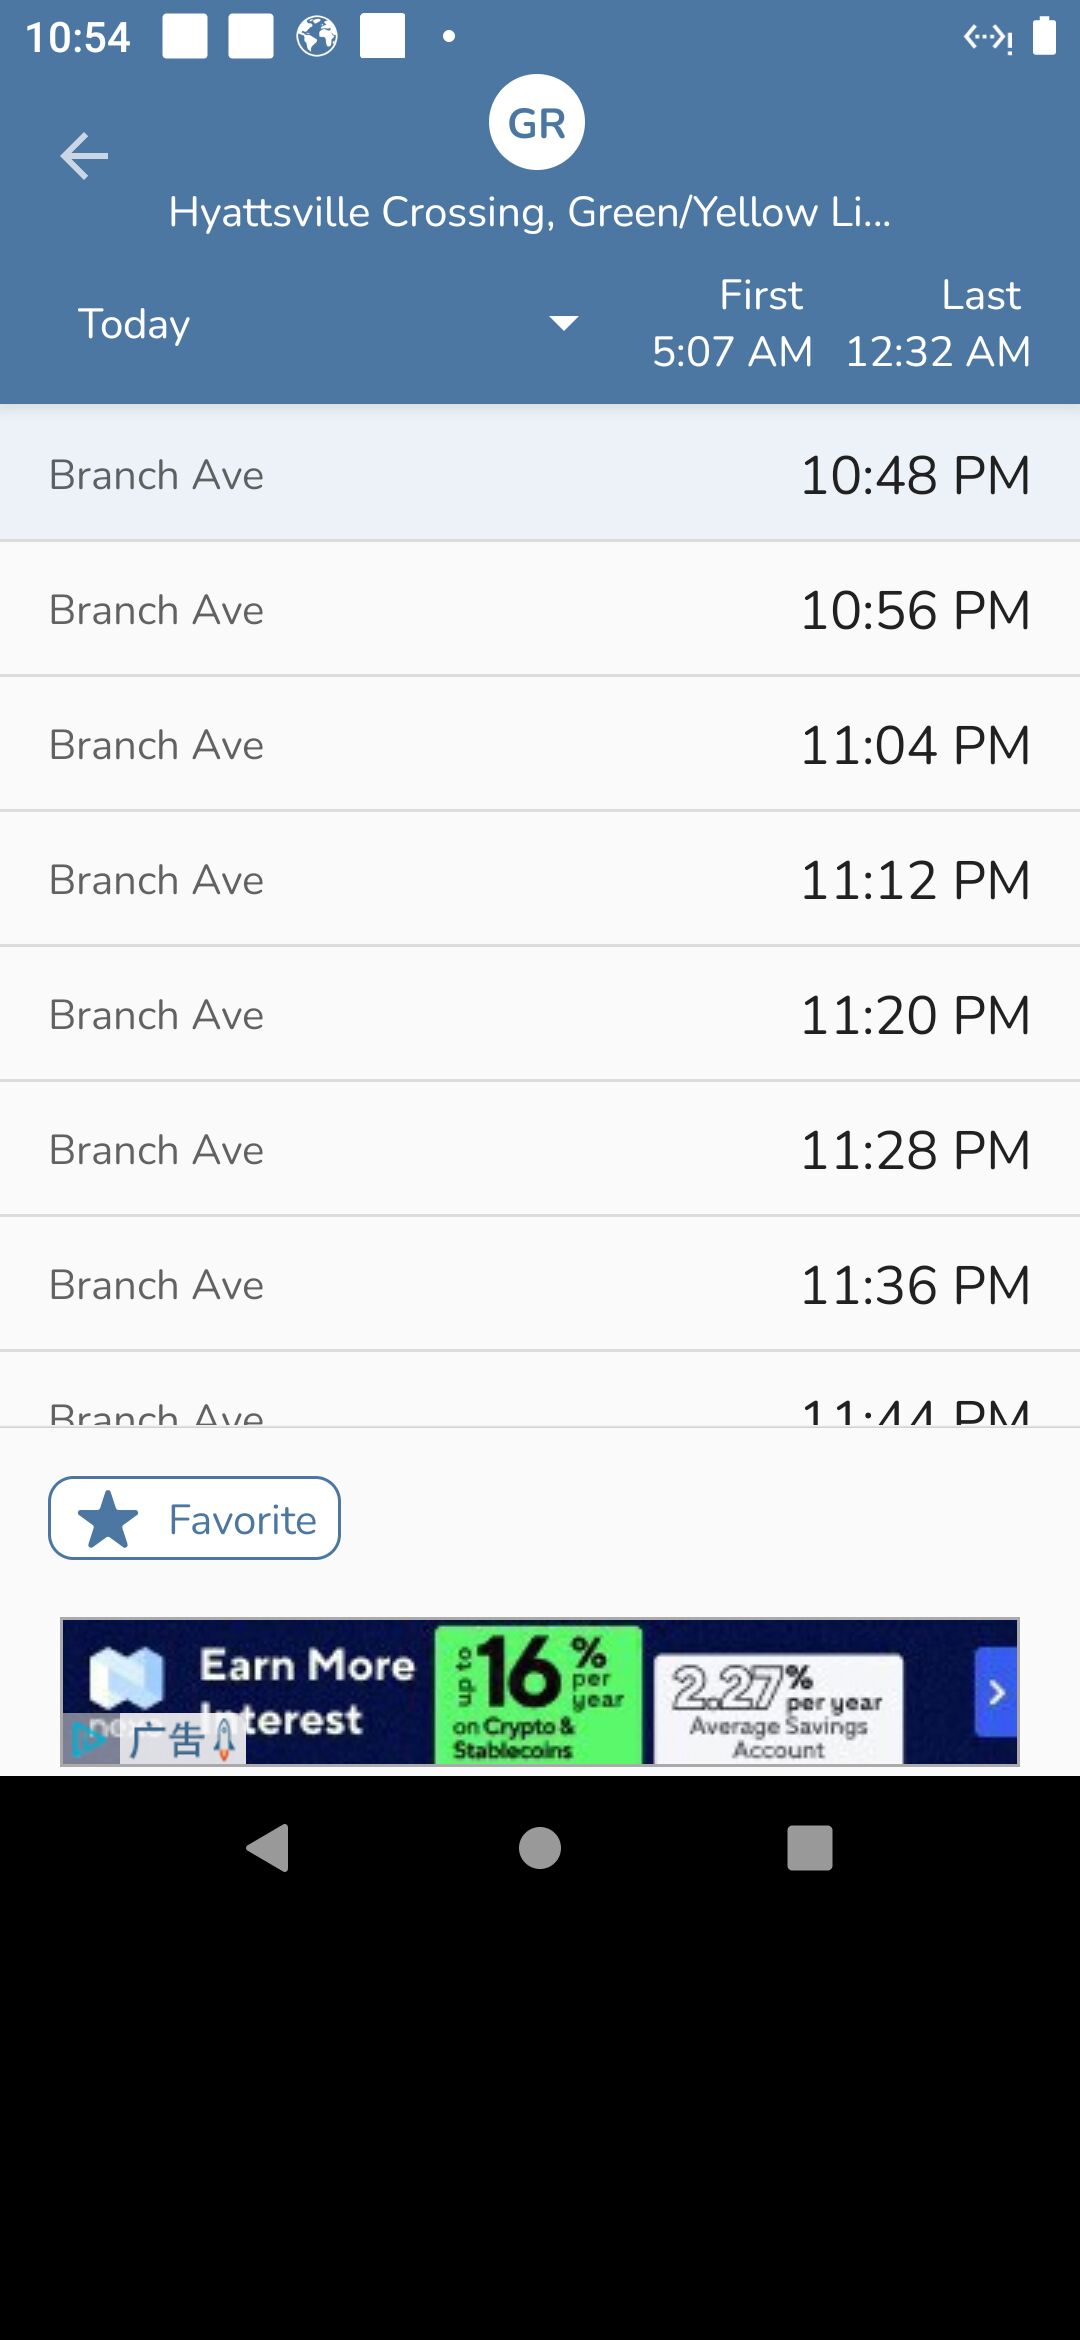 10:54
GR
Hyattsville Crossing, Green/Yellow Li...
Today
First
Last
5:07 AM
12:32 AM
Branch Ave
10:48 PM
Branch Ave
10:56 PM
Branch Ave
11:04 PM
Branch Ave
11:12 PM
Branch Ave
11:20 PM
Branch Ave
11:28 PM
Branch Ave
11:36 PM
Branch Ave
11:44 PM
Favorite
Earn More
Interest
up to 16% per year
on Crypto &
Stablecoins
2.27% per year
Average Savings
Account
广告